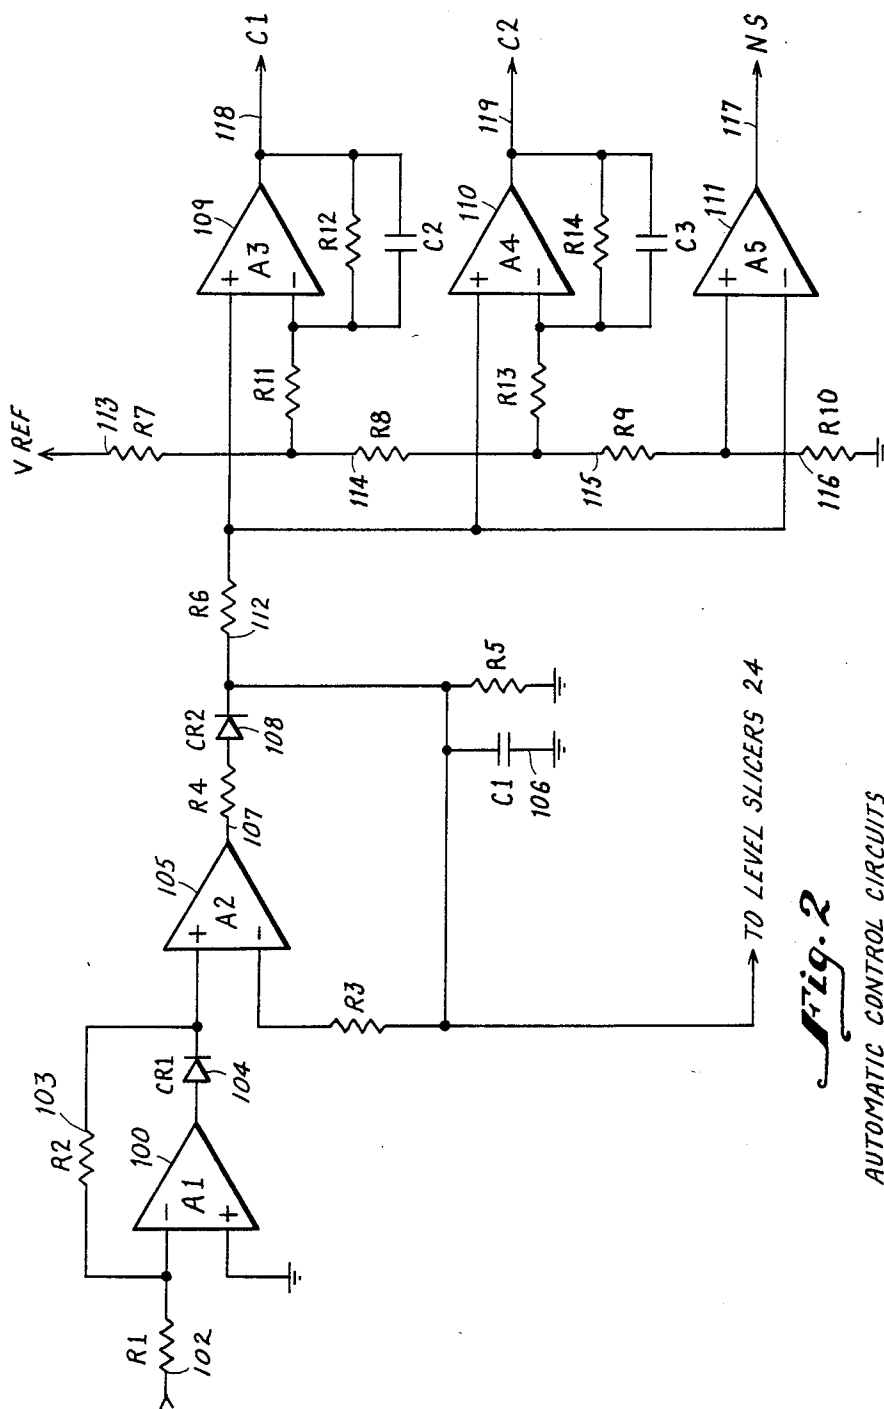 R1
102
R2
103
A1
-
+
100
CR1
104
A2
+
-
105
R3
R4
107
CR2
108
R6
112
C1
106
R5
TO LEVEL SLICERS 24
V REF
113
R7
114
R8
115
R9
116
R10
R11
A3
+
-
109
R12
C2
118
C1
R13
A4
+
-
110
R14
C3
119
C2
A5
+
-
111
117
NS
Fig. 2
AUTOMATIC CONTROL CIRCUITS